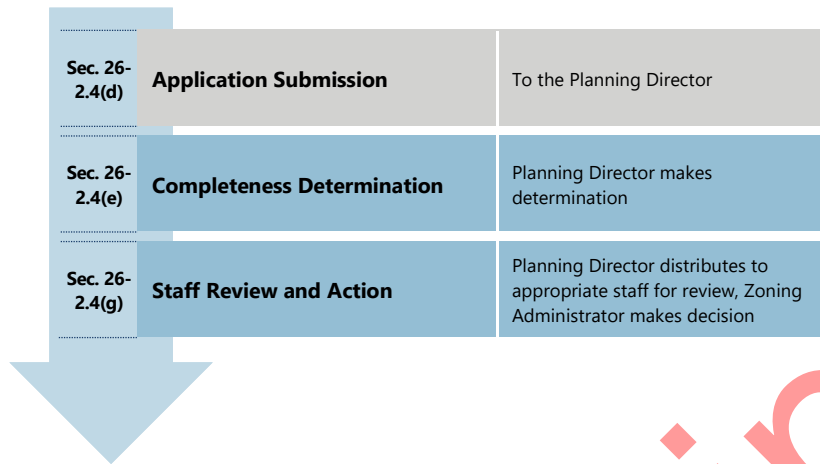 Sec. 26-
2.4(d)
Application Submission
To the Planning Director
Sec. 26-
2.4(e)
Completeness Determination
Planning Director makes
determination
Sec. 26-
2.4(g)
Staff Review and Action
Planning Director distributes to
appropriate staff for review, Zoning
Administrator makes decision